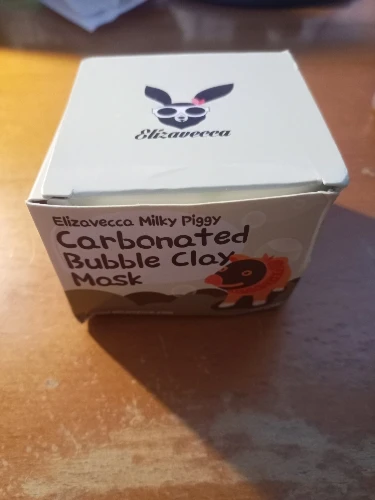 Elizavecca
Elizavecca Milky Piggy
Carbonated
Bubble Clay
Mask